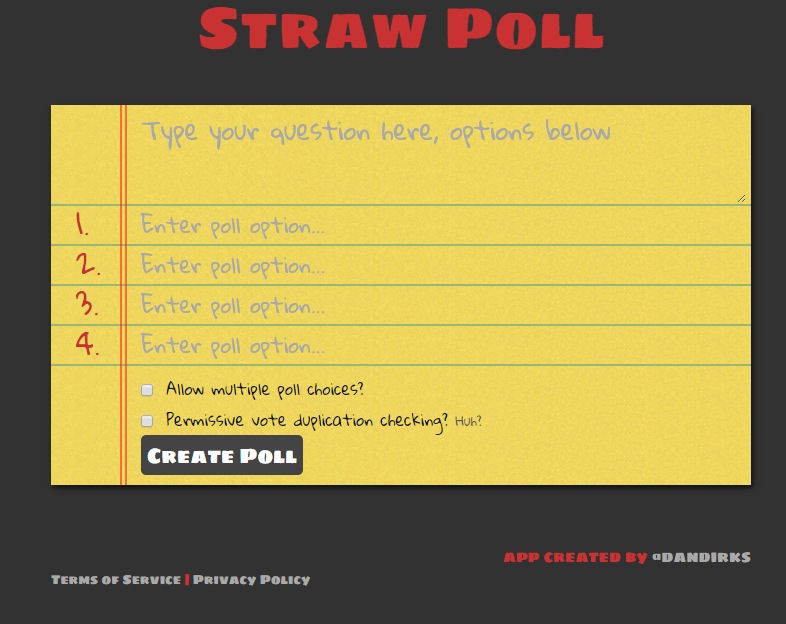 Straw Poll
Type your question here, options below
1. Enter poll option...
2. Enter poll option...
3. Enter poll option...
4. Enter poll option...
Allow multiple poll choices?
Permissive vote duplication checking? Huh?
Create Poll
App created by @dandirks
Terms of Service | Privacy Policy